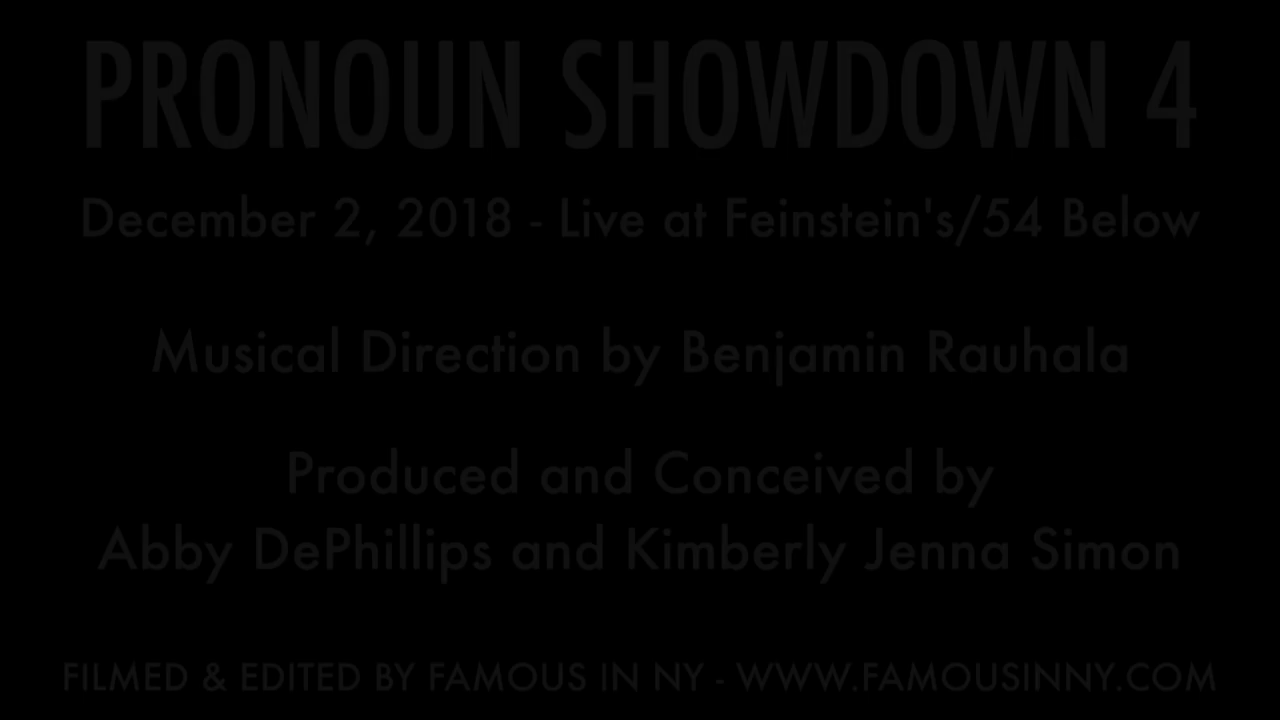 PRONOUN SHOWDOWN 4
December 2, 2018 - Live at Feinstein's/54 Below
Musical Direction by Benjamin Rauhala
Produced and Conceived by
Abby DePhillips and Kimberly Jenna Simon
FILMED & EDITED BY FAMOUS IN NY - WWW.FAMOUSINNY.COM